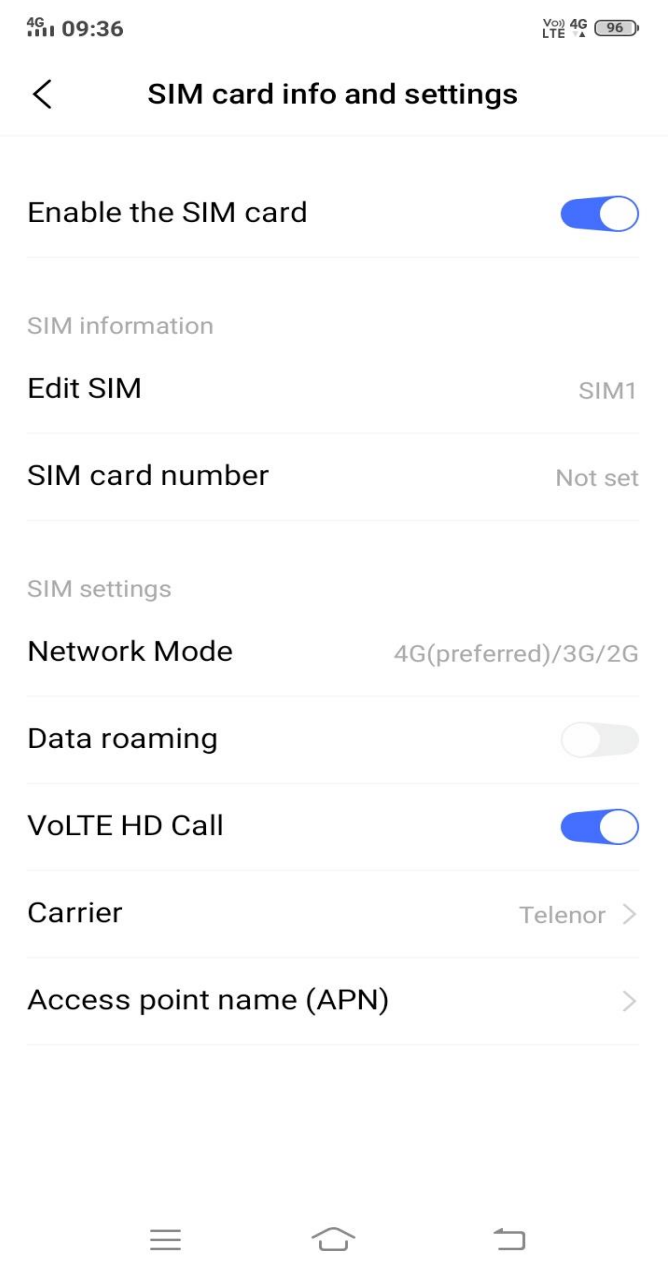 4G 09:36 VoLTE 4G 96
SIM card info and settings
Enable the SIM card
SIM information
Edit SIM SIM1
SIM card number Not set
SIM settings
Network Mode 4G(preferred)/3G/2G
Data roaming
VoLTE HD Call
Carrier Telenor
Access point name (APN)